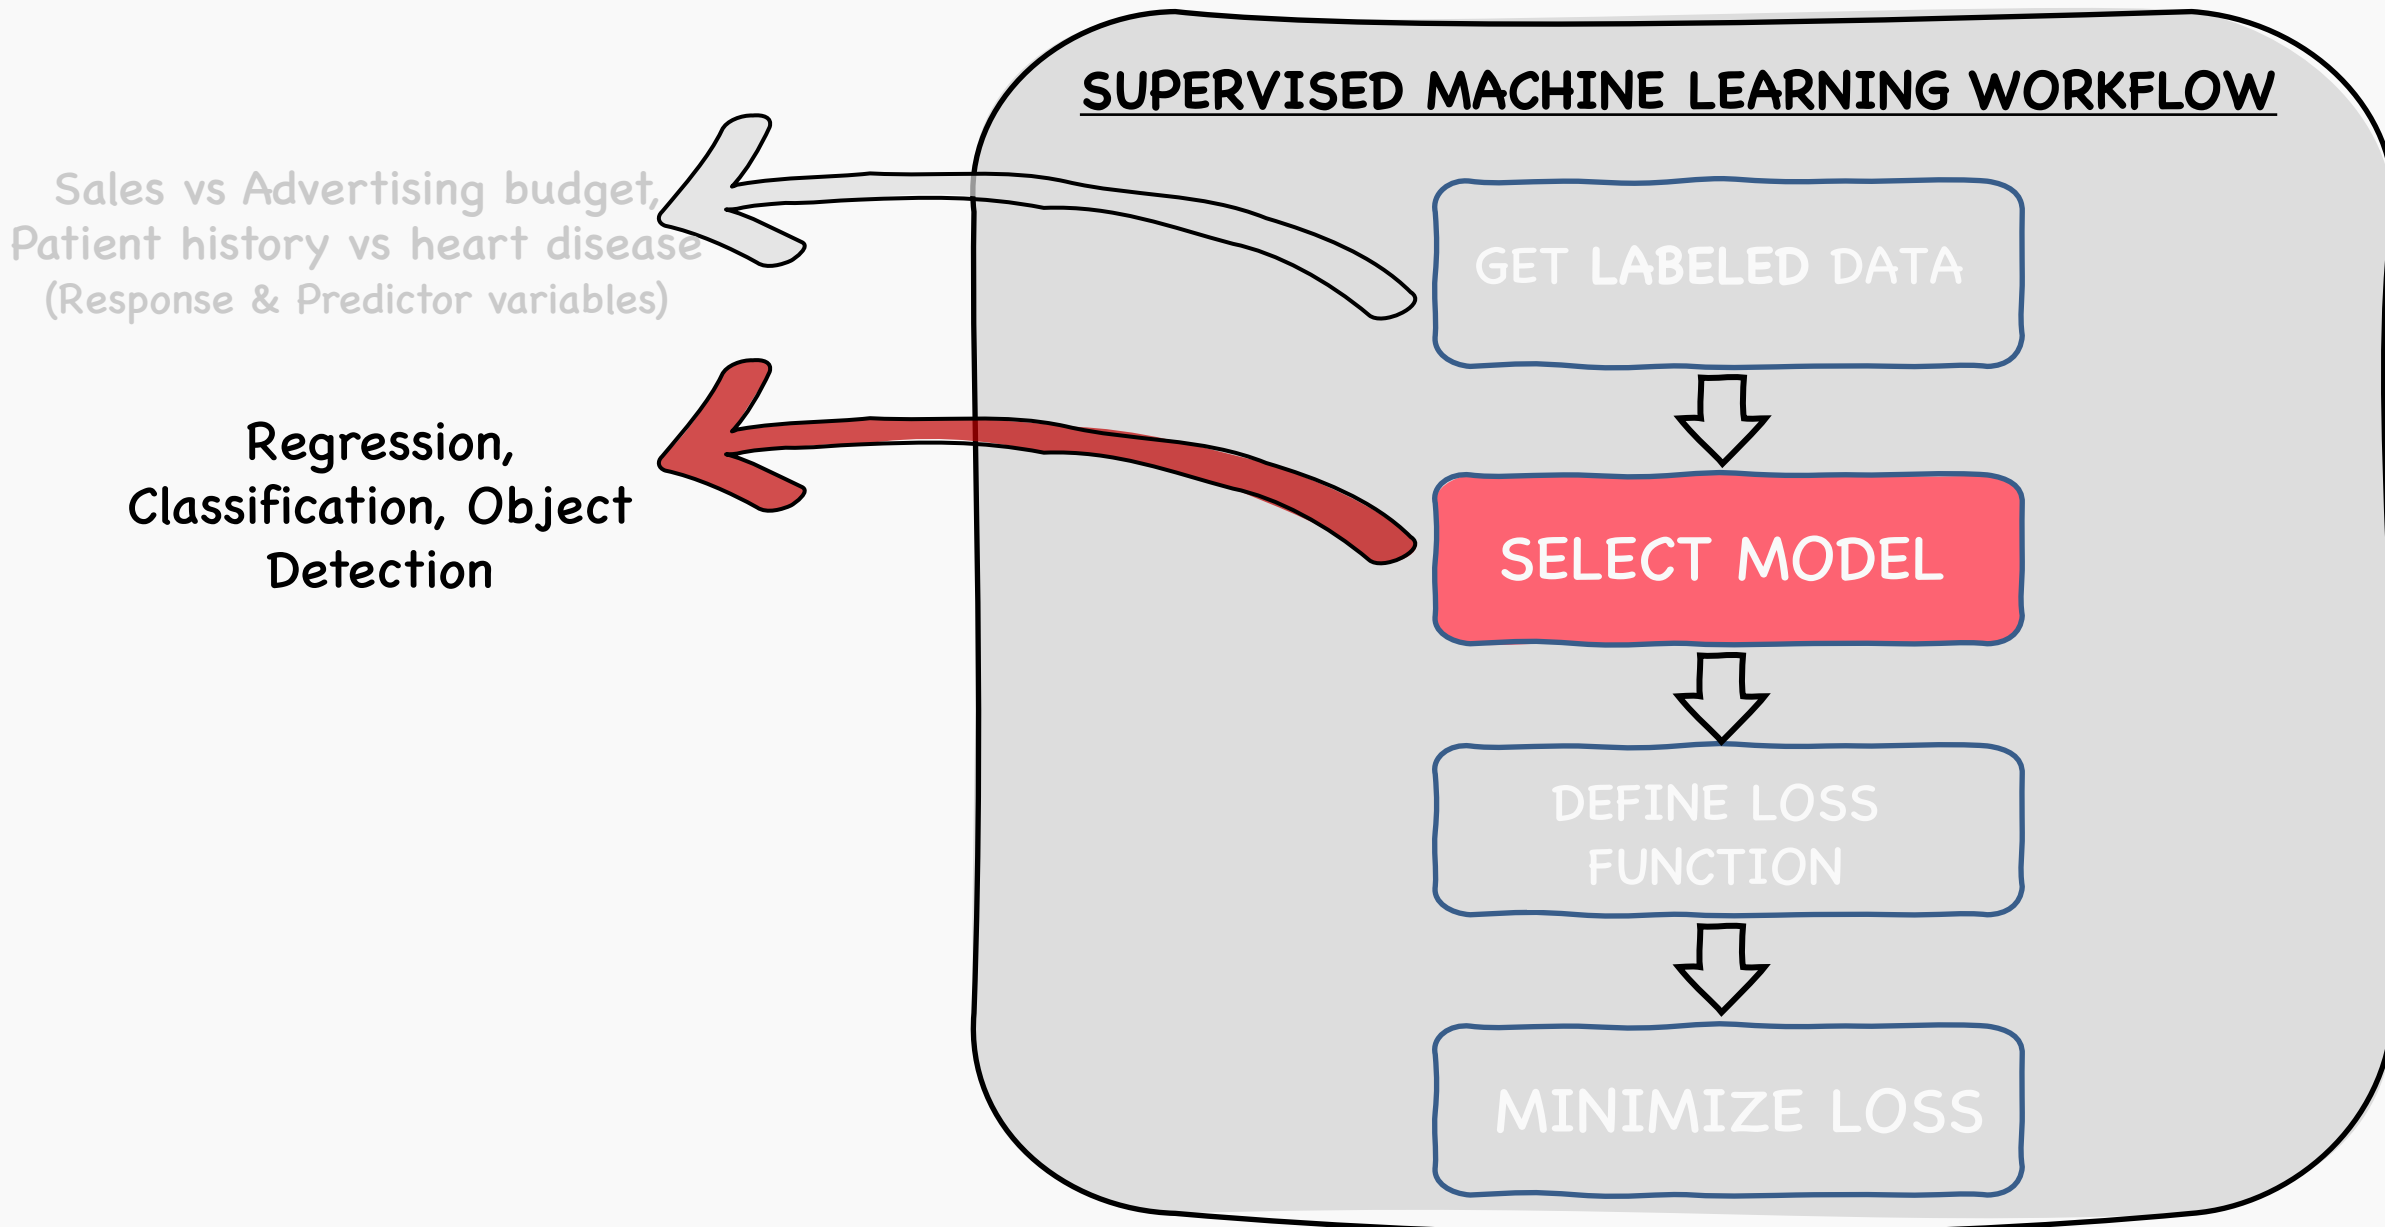 SUPERVISED MACHINE LEARNING WORKFLOW
Sales vs Advertising budget,
Patient history vs heart disease
(Response & Predictor variables)
GET LABELED DATA
Regression,
Classification, Object
Detection
SELECT MODEL
DEFINE LOSS
FUNCTION
MINIMIZE LOSS